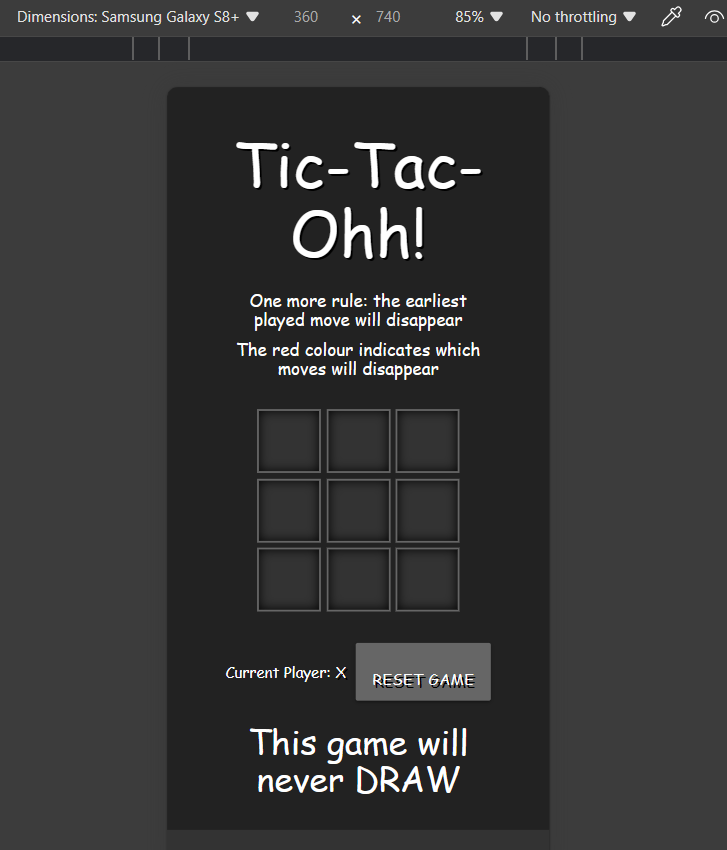 Dimensions: Samsung Galaxy S8+ 360 × 740 85% No throttling
Tic-Tac-
Ohh!
One more rule: the earliest
played move will disappear
The red colour indicates which
moves will disappear
Current Player: X RESET GAME
This game will
never DRAW